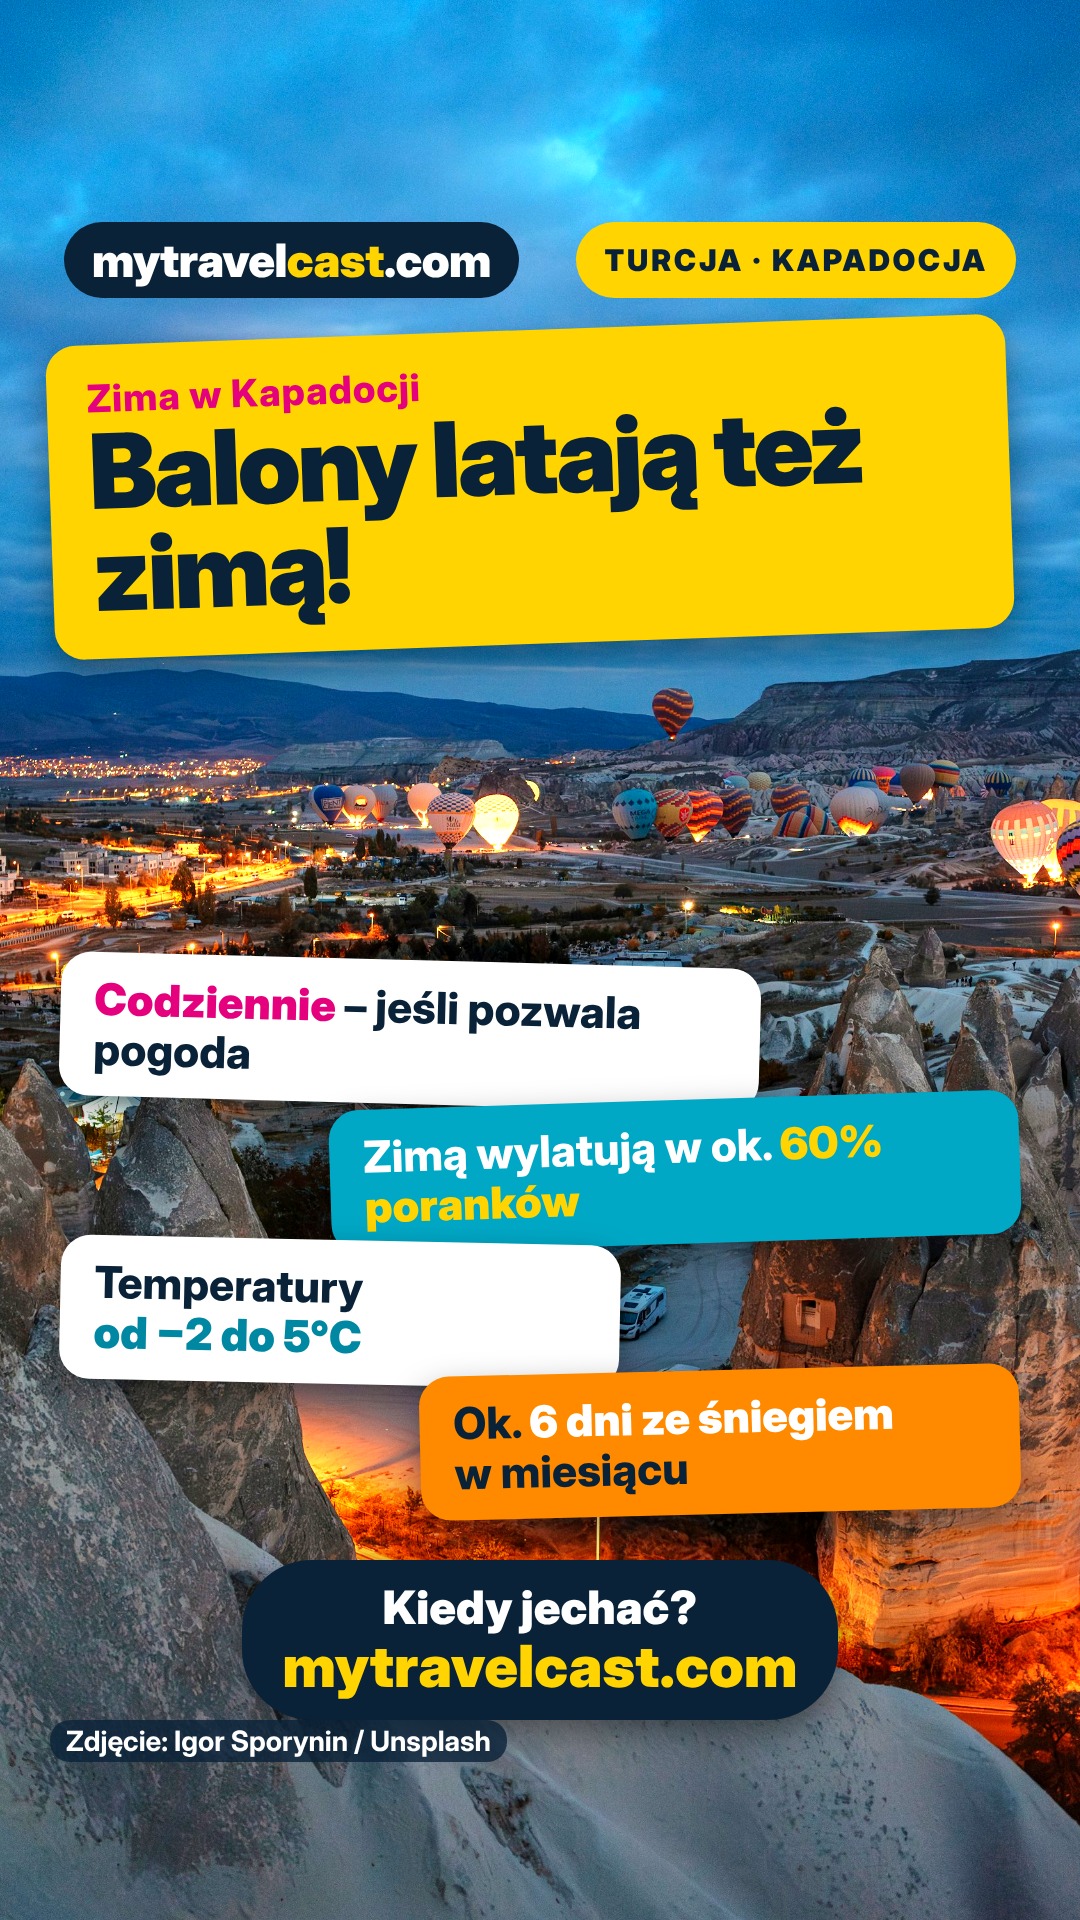 mytravelcast.com
TURCJA · KAPADOCJA
Zima w Kapadocji
Balony latają też
zimą!
Codziennie – jeśli pozwala
pogoda
Zimą wylatują w ok. 60%
poranków
Temperatury
od −2 do 5°C
Ok. 6 dni ze śniegiem
w miesiącu
Kiedy jechać?
mytravelcast.com
Zdjęcie: Igor Sporynin / Unsplash